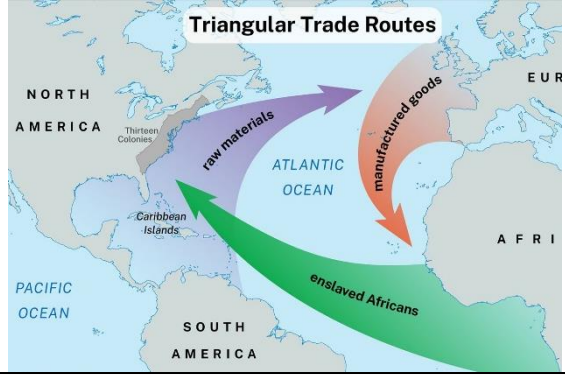 Triangular Trade Routes
NORTH
AMERICA
Thirteen
Colonies
raw materials
manufactured goods
EUR
ATLANTIC
OCEAN
Caribbean
Islands
AFRI
enslaved Africans
PACIFIC
OCEAN
SOUTH
AMERICA